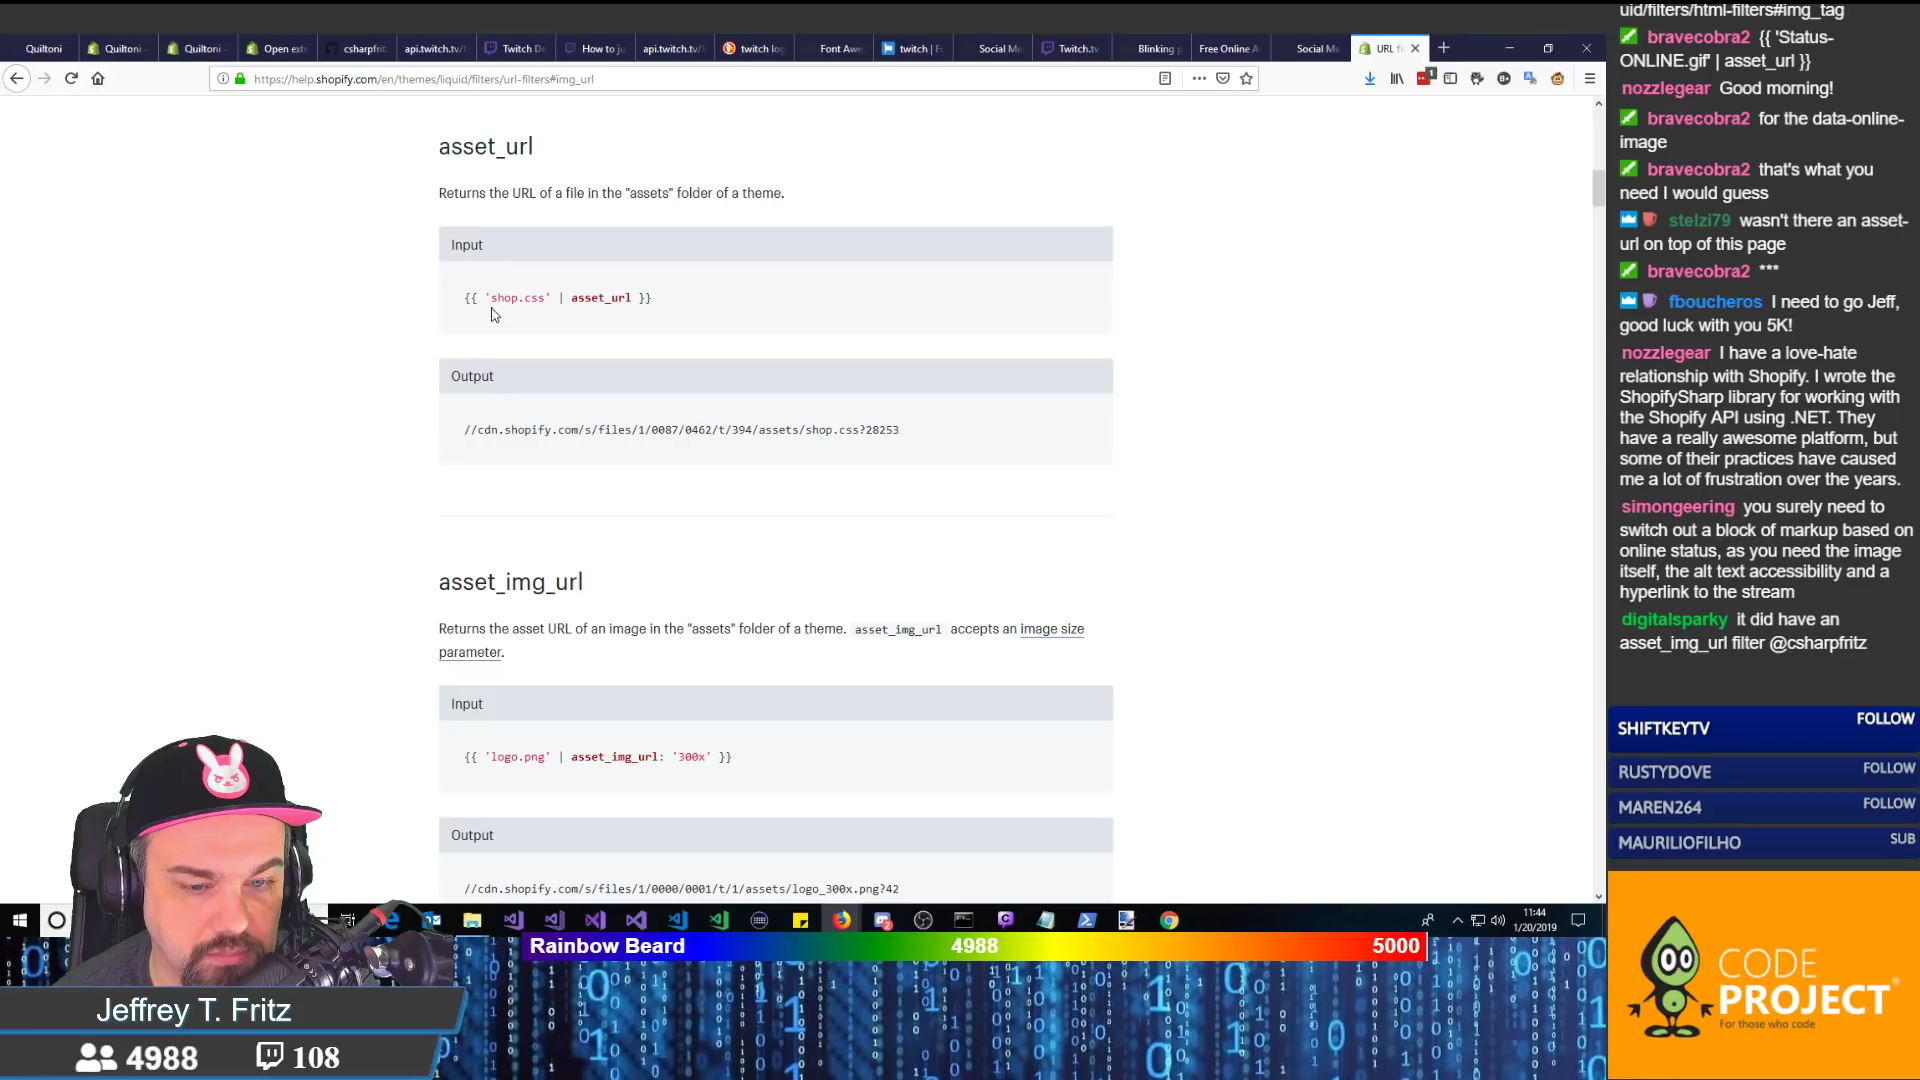 Quiltoni
Quiltoni -
Quiltoni -
Open exte
csharpfrit
api.twitch.tv/
Twitch De
How to ju
api.twitch.tv/
twitch log
Font Awe
twitch | F
Social Me
Twitch.tv
Blinking
Free Online A
Social Me
URL fi
https://help.shopify.com/en/themes/liquid/filters/url-filters#img_url
asset_url
Returns the URL of a file in the "assets" folder of a theme.
Input
{{ 'shop.css' | asset_url }}
Output
//cdn.shopify.com/s/files/1/0087/0462/t/394/assets/shop.css?28253
asset_img_url
Returns the asset URL of an image in the "assets" folder of a theme. asset_img_url accepts an image size
parameter.
Input
{{ 'logo.png' | asset_img_url: '300x' }}
Output
//cdn.shopify.com/s/files/1/0000/0001/t/1/assets/logo_300x.png?42
uid/filters/html-filters#img_tag
bravecobra2 {{ 'Status-
ONLINE.gif' | asset_url }}
nozzlegear Good morning!
bravecobra2 for the data-online-
image
bravecobra2 that's what you
need I would guess
stelzi79 wasn't there an asset-
url on top of this page
bravecobra2 ***
fboucheros I need to go Jeff,
good luck with you 5K!
nozzlegear I have a love-hate
relationship with Shopify. I wrote the
ShopifySharp library for working with
the Shopify API using .NET. They
have a really awesome platform, but
some of their practices have caused
me a lot of frustration over the years.
simongeering you surely need to
switch out a block of markup based on
online status, as you need the image
itself, the alt text accessibility and a
hyperlink to the stream
digitalsparky it did have an
asset_img_url filter @csharpfritz
SHIFTKEYTV FOLLOW
RUSTYDOVE FOLLOW
MAREN264 FOLLOW
MAURILIOFILHO SUB
11:44
1/20/2019
Rainbow Beard 4988 5000
Jeffrey T. Fritz
4988 108
CODE
PROJECT
For those who code